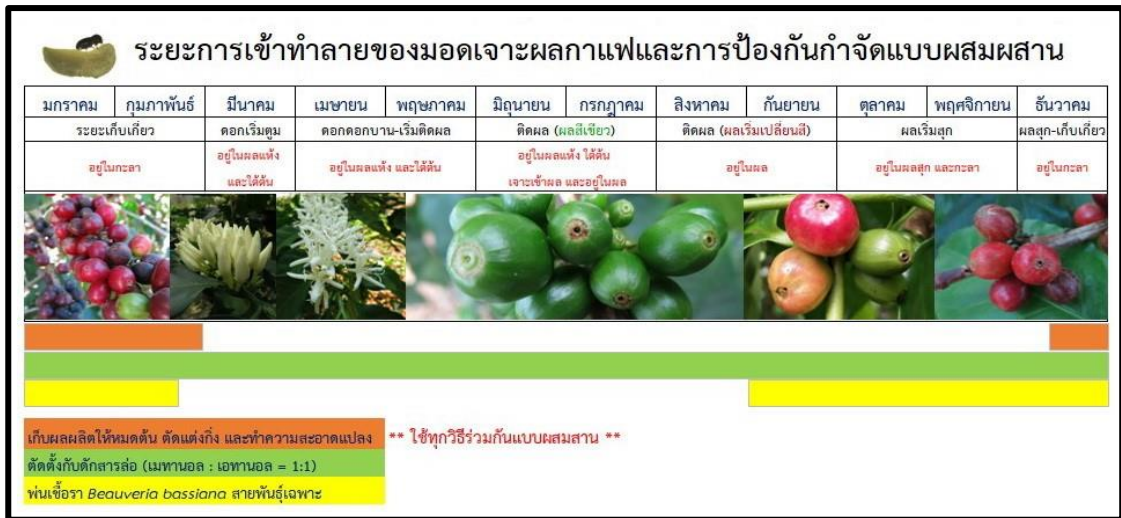 ระยะการเข้าทำลายของมอดเจาะผลกาแฟและการป้องกันกำจัดแบบผสมผสาน
มกราคม กุมภาพันธ์ มีนาคม เมษายน พฤษภาคม มิถุนายน กรกฎาคม สิงหาคม กันยายน ตุลาคม พฤศจิกายน ธันวาคม
ระยะเก็บเกี่ยว ดอกเริ่มตูม ดอกดอกบาน-เริ่มติดผล ติดผล (ผลสีเขียว) ติดผล (ผลเริ่มเปลี่ยนสี) ผลเริ่มสุก ผลสุก-เก็บเกี่ยว
อยู่ในกะลา อยู่ในผลแห้ง อยู่ในผลแห้ง และใต้ต้น อยู่ในผลแห้ง ใต้ต้น อยู่ในผล อยู่ในผลสุก และกะลา อยู่ในกะลา
และใต้ต้น เจาะเข้าผล และอยู่ในผล
เก็บผลผลิตให้หมดต้น ตัดแต่งกิ่ง และทำความสะอาดแปลง ** ใช้ทุกวิธีร่วมกันแบบผสมสาน **
ติดตั้งกับดักสารล่อ (เมทานอล : เอทานอล = 1:1)
พ่นเชื้อรา Beauveria bassiana สายพันธุ์เฉพาะ